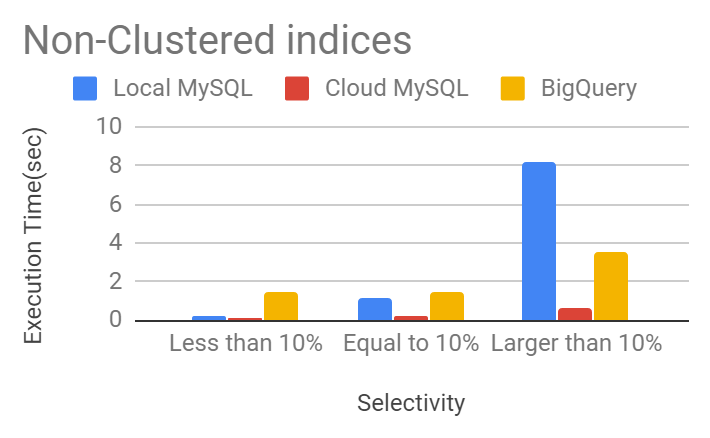 Non-Clustered indices
Local MySQL Cloud MySQL BigQuery
Execution Time(sec)
10
8
6
4
2
0
Less than 10% Equal to 10% Larger than 10%
Selectivity